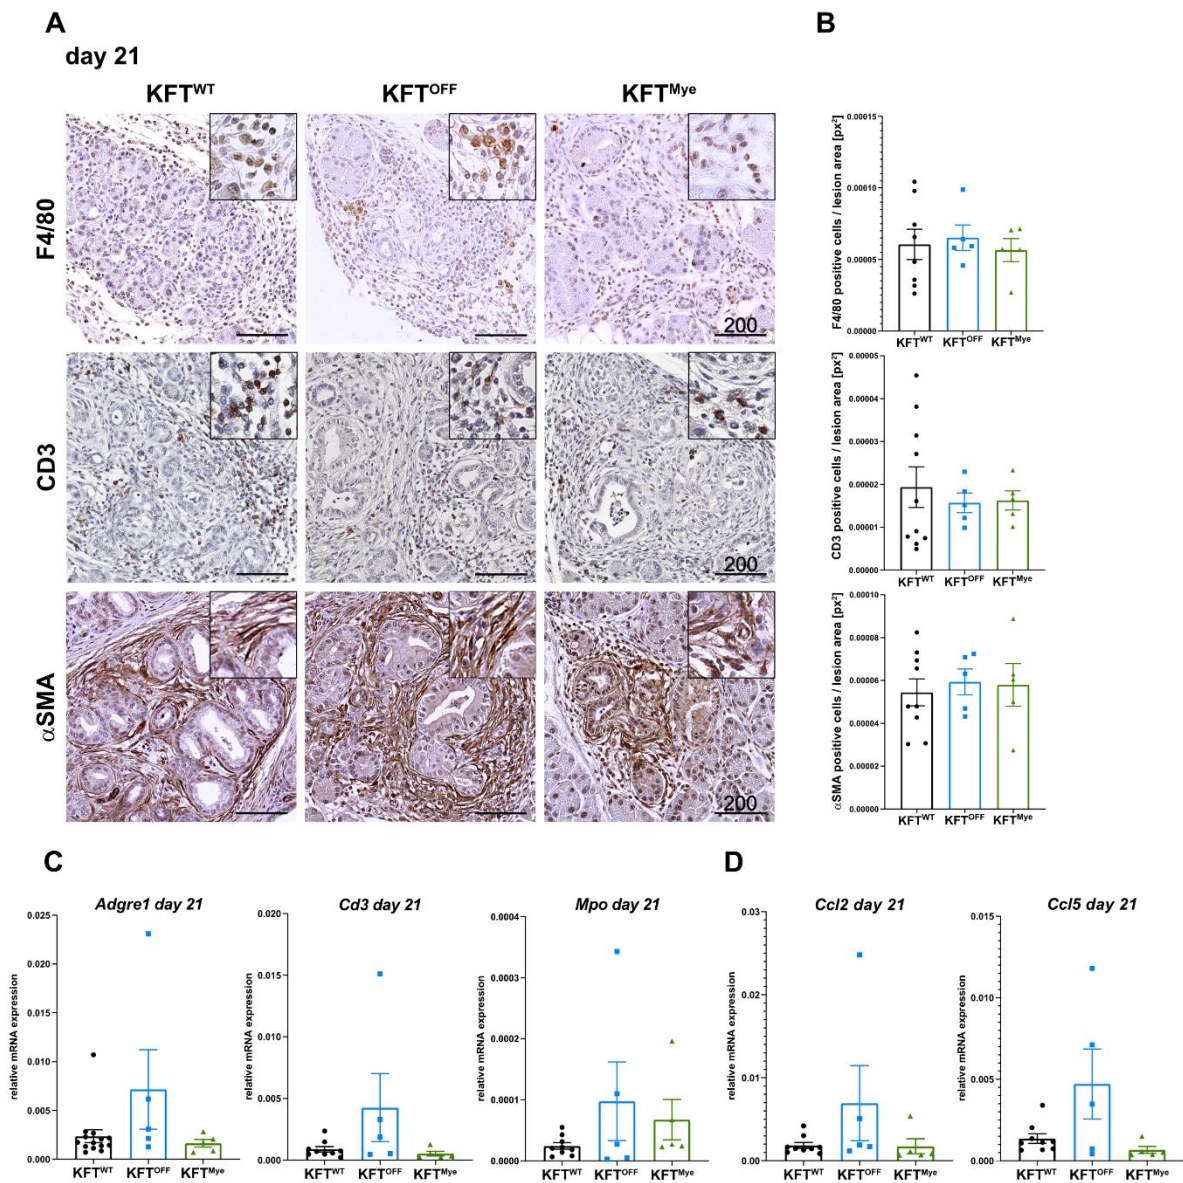 A
B
day 21
KFTWT
KFTOFF
KFTMye
F4/80
200
CD3
200
αSMA
200
F4/80 positive cells / lesion area [px²]
0.00015
0.00010
0.00005
0.00000
KFTWT
KFTOFF
KFTMye
CD3 positive cells / lesion area [px²]
0.00005
0.00004
0.00003
0.00002
0.00001
0.00000
KFTWT
KFTOFF
KFTMye
αSMA positive cells / lesion area [px²]
0.00010
0.00008
0.00006
0.00004
0.00002
0.00000
KFTWT
KFTOFF
KFTMye
C
D
Adgre1 day 21
relative mRNA expression
0.025
0.020
0.015
0.010
0.005
0.000
KFTWT
KFTOFF
KFTMye
Cd3 day 21
relative mRNA expression
0.020
0.015
0.010
0.005
0.000
KFTWT
KFTOFF
KFTMye
Mpo day 21
relative mRNA expression
0.0004
0.0003
0.0002
0.0001
0.0000
KFTWT
KFTOFF
KFTMye
Ccl2 day 21
relative mRNA expression
0.03
0.02
0.01
0.00
KFTWT
KFTOFF
KFTMye
Ccl5 day 21
relative mRNA expression
0.015
0.010
0.005
0.000
KFTWT
KFTOFF
KFTMye